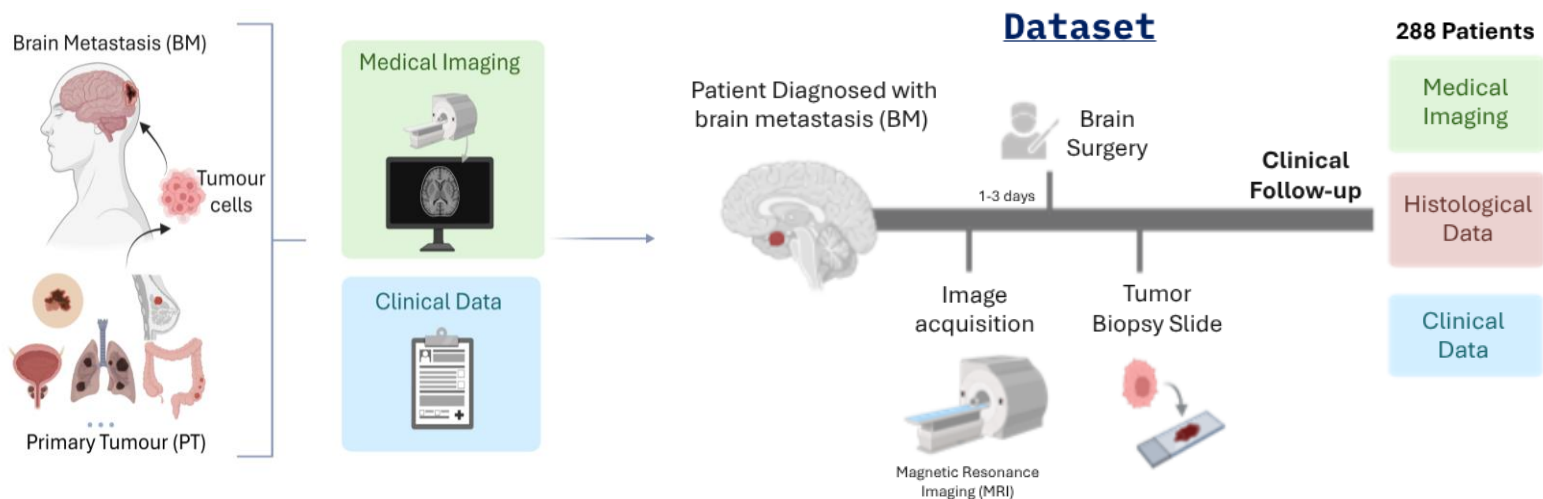 Brain Metastasis (BM)
Tumour
cells
Primary Tumour (PT)
Medical Imaging
Clinical Data
Dataset
Patient Diagnosed with
brain metastasis (BM)
Brain
Surgery
1-3 days
Clinical
Follow-up
Image
acquisition
Magnetic Resonance
Imaging (MRI)
Tumor
Biopsy Slide
288 Patients
Medical
Imaging
Histological
Data
Clinical
Data